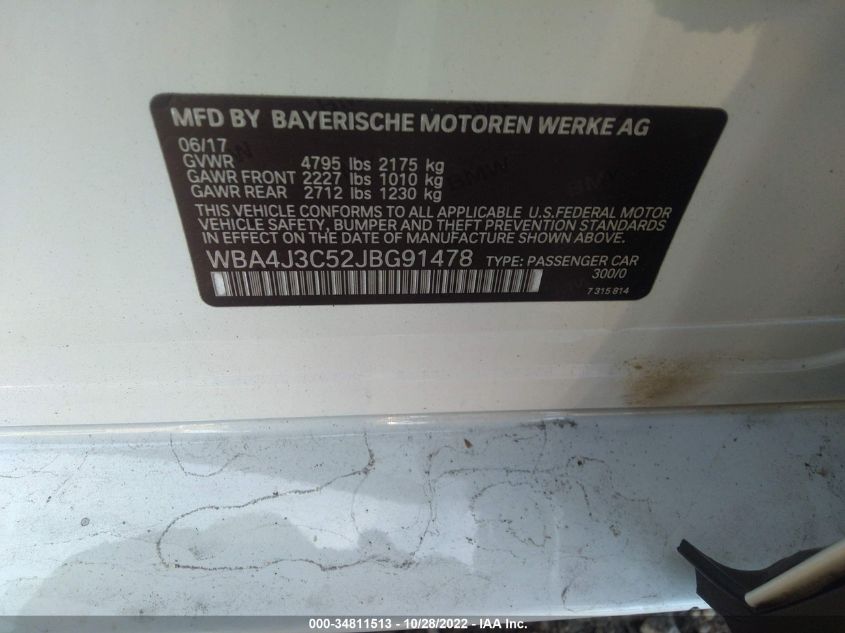 MFD BY BAYERISCHE MOTOREN WERKE AG
06/17
GVWR 4795 lbs 2175 kg
GAWR FRONT 2227 lbs 1010 kg
GAWR REAR 2712 lbs 1230 kg
THIS VEHICLE CONFORMS TO ALL APPLICABLE U.S.FEDERAL MOTOR
VEHICLE SAFETY, BUMPER AND THEFT PREVENTION STANDARDS
IN EFFECT ON THE DATE OF MANUFACTURE SHOWN ABOVE.
WBA4J3C52JBG91478 TYPE: PASSENGER CAR
300/0
7 315 814
000-34811513 - 10/28/2022 - IAA Inc.